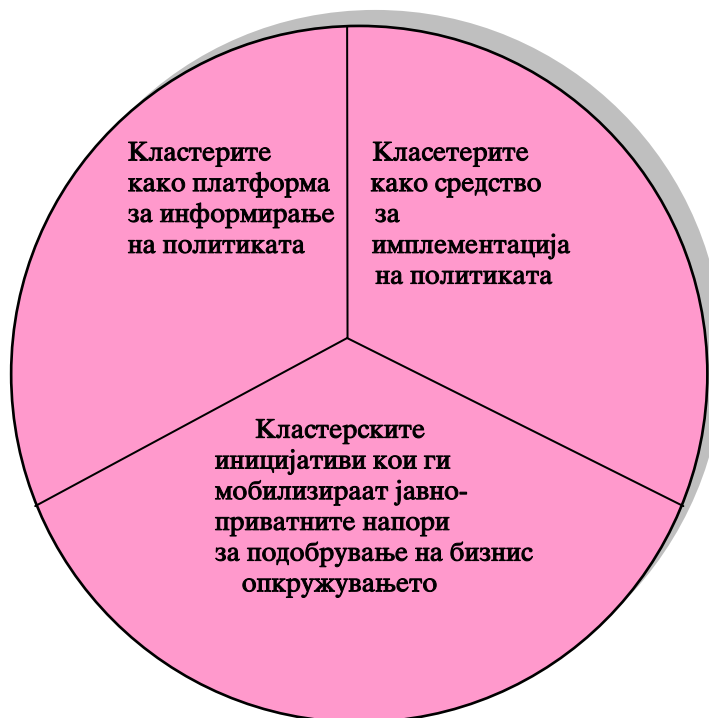 Кластерите
како платформа
за информирање
на политиката
Класетерите
како средство
за
имплементација
на политиката
Кластерските
иницијативи кои ги
мобилизираат јавно-
приватните напори
за подобрување на бизнис
опкружувањето